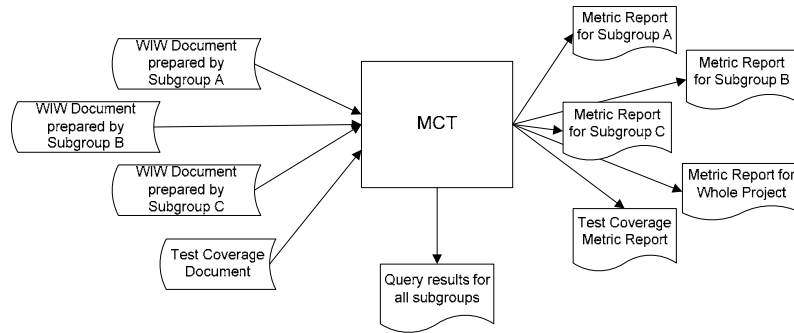 WIW Document
prepared by
Subgroup A
WIW Document
prepared by
Subgroup B
WIW Document
prepared by
Subgroup C
Test Coverage
Document
MCT
Query results for
all subgroups
Metric Report
for Subgroup A
Metric Report
for Subgroup B
Metric Report
for Subgroup C
Metric Report for
Whole Project
Test Coverage
Metric Report